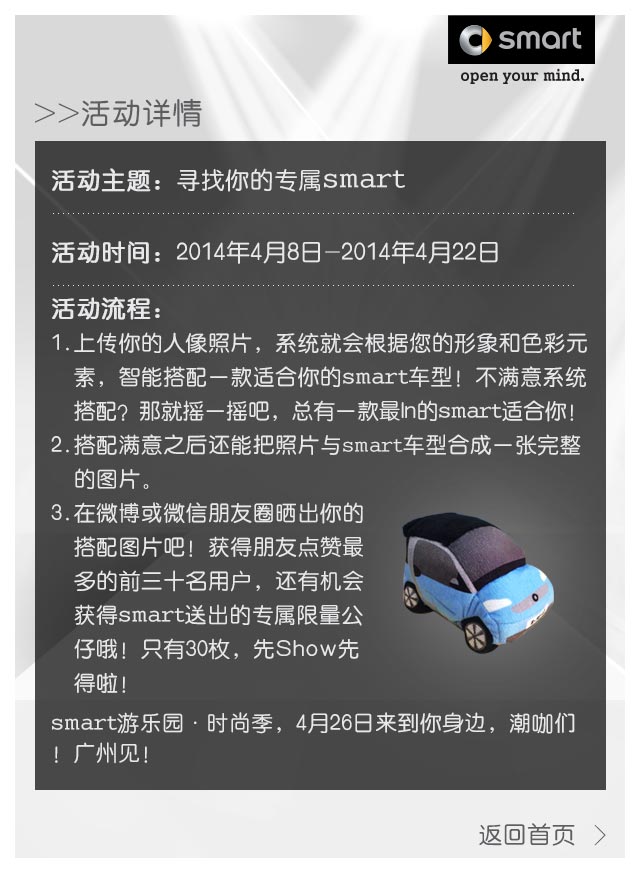 smart
open your mind.
>>活动详情
活动主题：寻找你的专属smart
活动时间：2014年4月8日-2014年4月22日
活动流程：
1.上传你的人像照片，系统就会根据您的形象和色彩元
素，智能搭配一款适合你的smart车型！不满意系统
搭配？那就摇一摇吧，总有一款最In的smart适合你！
2.搭配满意之后还能把照片与smart车型合成一张完整
的图片。
3.在微博或微信朋友圈晒出你的
搭配图片吧！获得朋友点赞最
多的前三十名用户，还有机会
获得smart送出的专属限量公
仔哦！只有30枚，先Show先
得啦！
smart游乐园·时尚季，4月26日来到你身边，潮咖们
！广州见！
返回首页 >